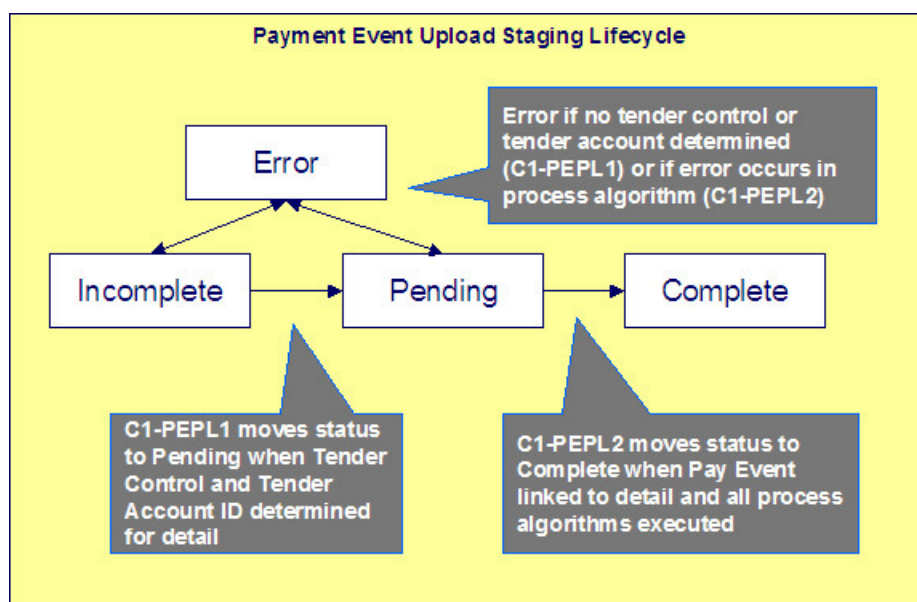 Payment Event Upload Staging Lifecycle
Error if no tender control or
tender account determined
(C1-PEPL1) or if error occurs in
process algorithm (C1-PEPL2)
Error
Incomplete
Pending
Complete
C1-PEPL1 moves status
to Pending when Tender
Control and Tender
Account ID determined
for detail
C1-PEPL2 moves status to
Complete when Pay Event
linked to detail and all process
algorithms executed